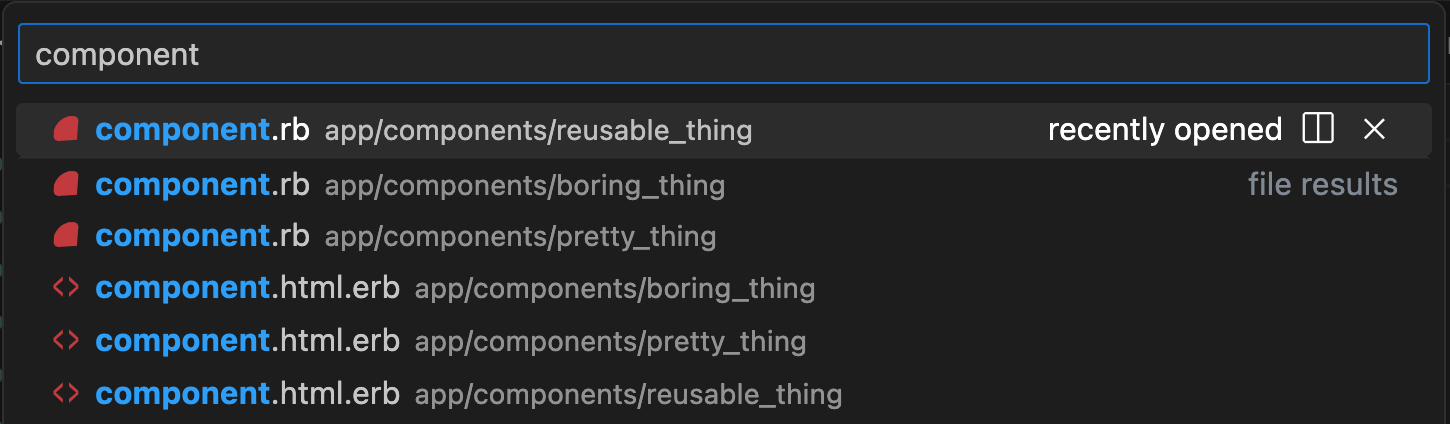 component
component.rb app/components/reusable_thing recently opened
component.rb app/components/boring_thing file results
component.rb app/components/pretty_thing
component.html.erb app/components/boring_thing
component.html.erb app/components/pretty_thing
component.html.erb app/components/reusable_thing